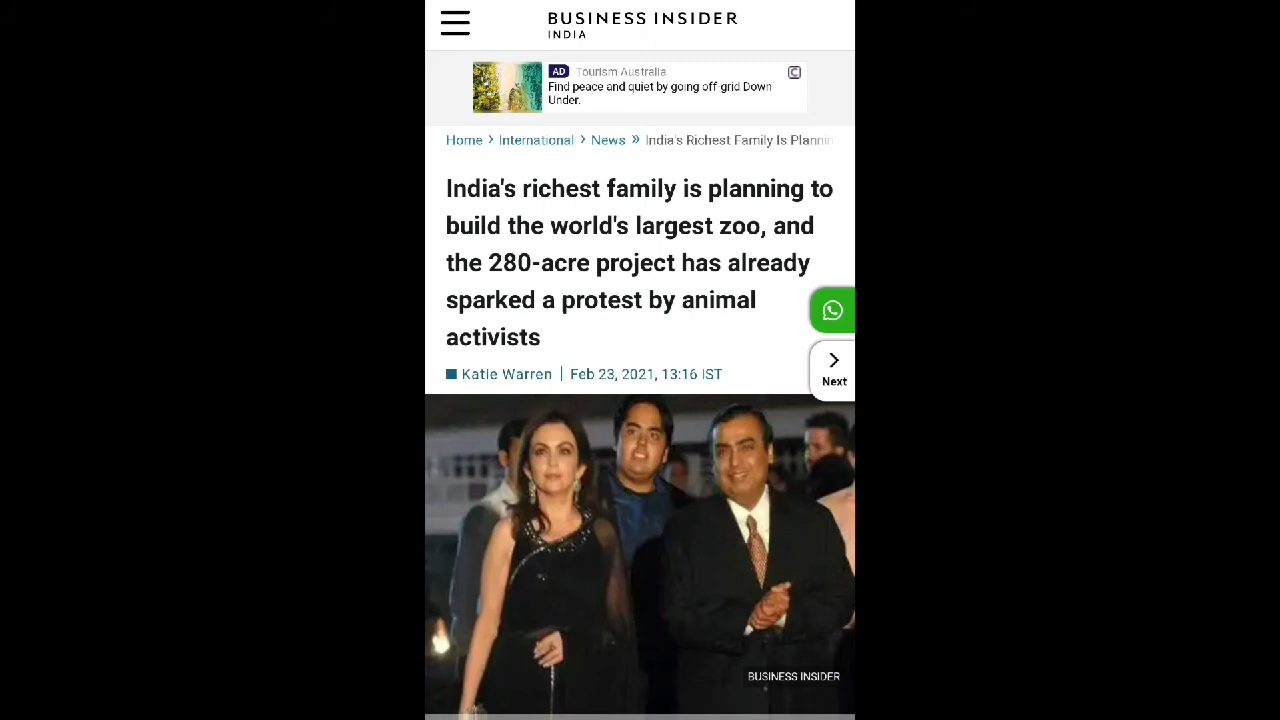 BUSINESS INSIDER
INDIA
AD Tourism Australia
Find peace and quiet by going off-grid Down
Under.
Home > International > News » India's Richest Family Is Plannin
India's richest family is planning to
build the world's largest zoo, and
the 280-acre project has already
sparked a protest by animal
activists
Next
Katie Warren | Feb 23, 2021, 13:16 IST
BUSINESS INSIDER